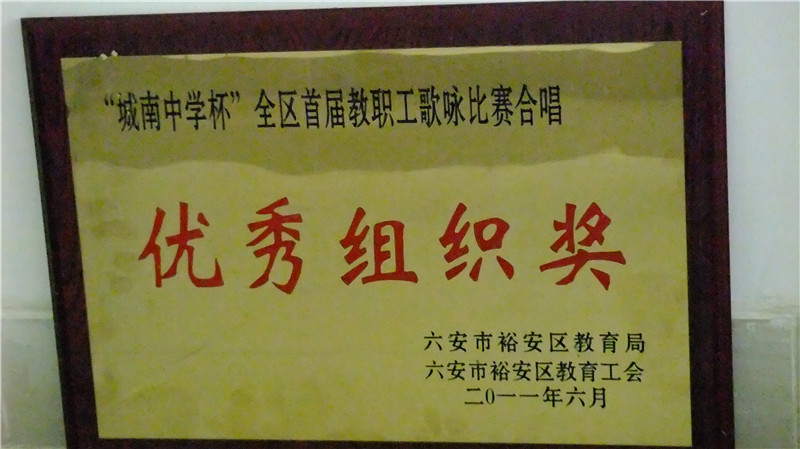 “城南中学杯”全区首届教职工歌咏比赛合唱
优秀组织奖
六安市裕安区教育局
六安市裕安区教育工会
二0一一年六月